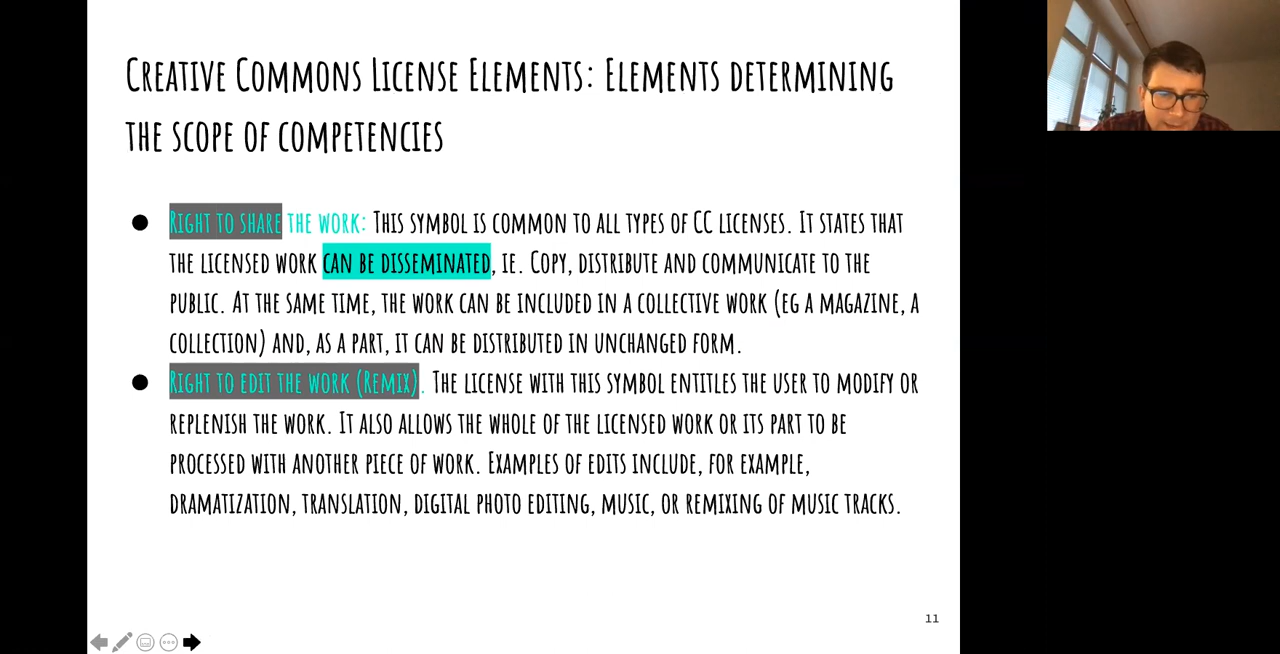 Creative Commons License Elements: Elements determining
the scope of competencies
● Right to share the work: This symbol is common to all types of CC licenses. It states that
the licensed work can be disseminated, ie. Copy, distribute and communicate to the
public. At the same time, the work can be included in a collective work (eg a magazine, a
collection) and, as a part, it can be distributed in unchanged form.
● Right to edit the work (Remix). The license with this symbol entitles the user to modify or
replenish the work. It also allows the whole of the licensed work or its part to be
processed with another piece of work. Examples of edits include, for example,
dramatization, translation, digital photo editing, music, or remixing of music tracks.
11